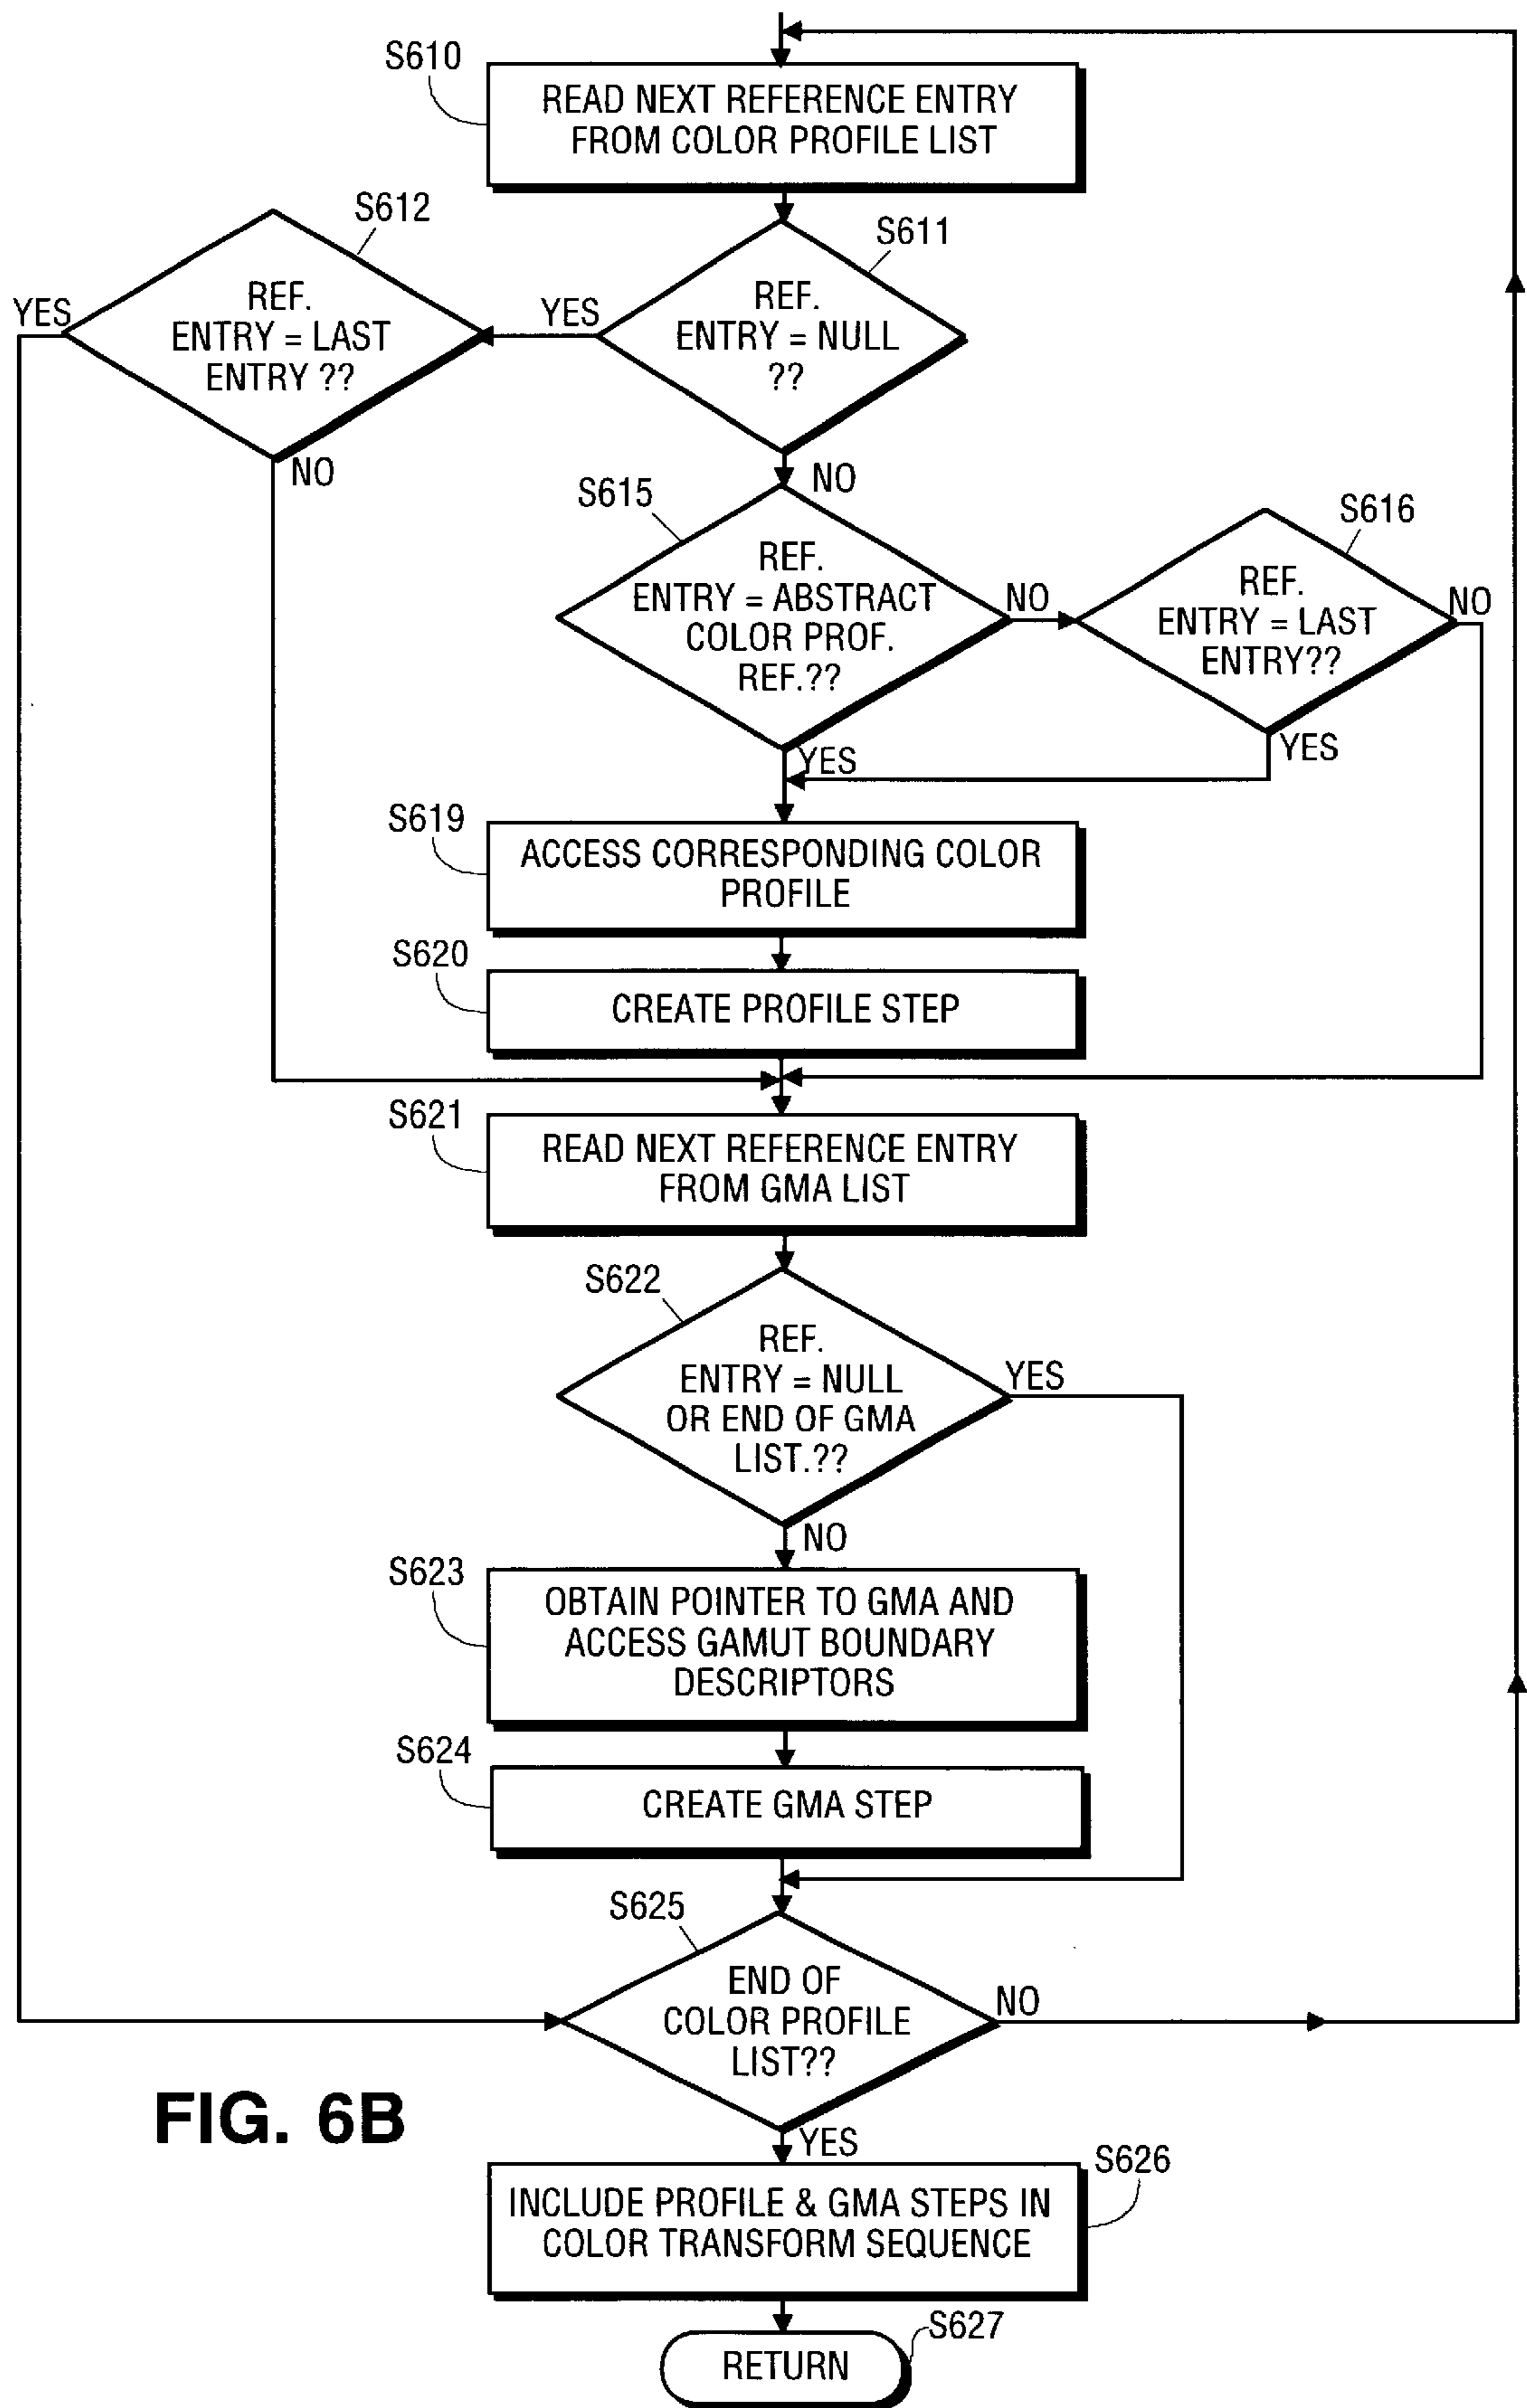 S610
READ NEXT REFERENCE ENTRY
FROM COLOR PROFILE LIST
S612
S611
YES
REF.
ENTRY = LAST
ENTRY ??
YES
REF.
ENTRY = NULL
??
NO
NO
S615
S616
REF.
ENTRY = ABSTRACT
COLOR PROF.
REF.??
NO
REF.
ENTRY = LAST
ENTRY??
NO
YES
YES
S619
ACCESS CORRESPONDING COLOR
PROFILE
S620
CREATE PROFILE STEP
S621
READ NEXT REFERENCE ENTRY
FROM GMA LIST
S622
REF.
ENTRY = NULL
OR END OF GMA
LIST.??
YES
NO
S623
OBTAIN POINTER TO GMA AND
ACCESS GAMUT BOUNDARY
DESCRIPTORS
S624
CREATE GMA STEP
S625
END OF
COLOR PROFILE
LIST??
NO
FIG. 6B
YES
S626
INCLUDE PROFILE & GMA STEPS IN
COLOR TRANSFORM SEQUENCE
S627
RETURN